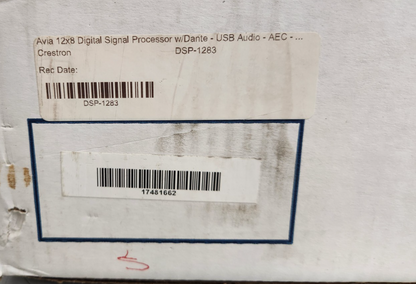 Avia 12x8 Digital Signal Processor w/Dante - USB Audio - AEC - ...
Crestron DSP-1283
Rec Date:
DSP-1283
17481662